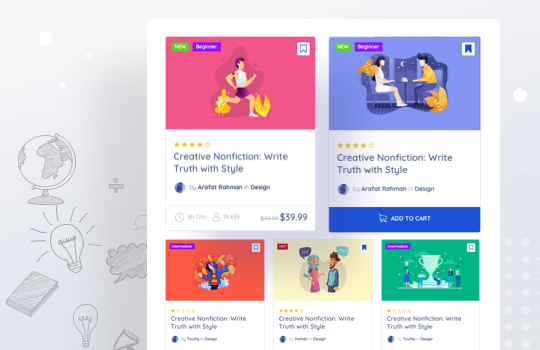 NEW Beginner
Creative Nonfiction: Write
Truth with Style
by Arafat Rahman in Design
8h 17m 19.439 $49.99 $39.99
NEW Beginner
Creative Nonfiction: Write
Truth with Style
by Arafat Rahman in Design
ADD TO CART
Intermediate
Creative Nonfiction: Write
Truth with Style
by Toufiq in Design
HOT
Creative Nonfiction: Write
Truth with Style
by Mohan in Design
Intermediate
Creative Nonfiction: Write
Truth with Style
by Toufiq in Design